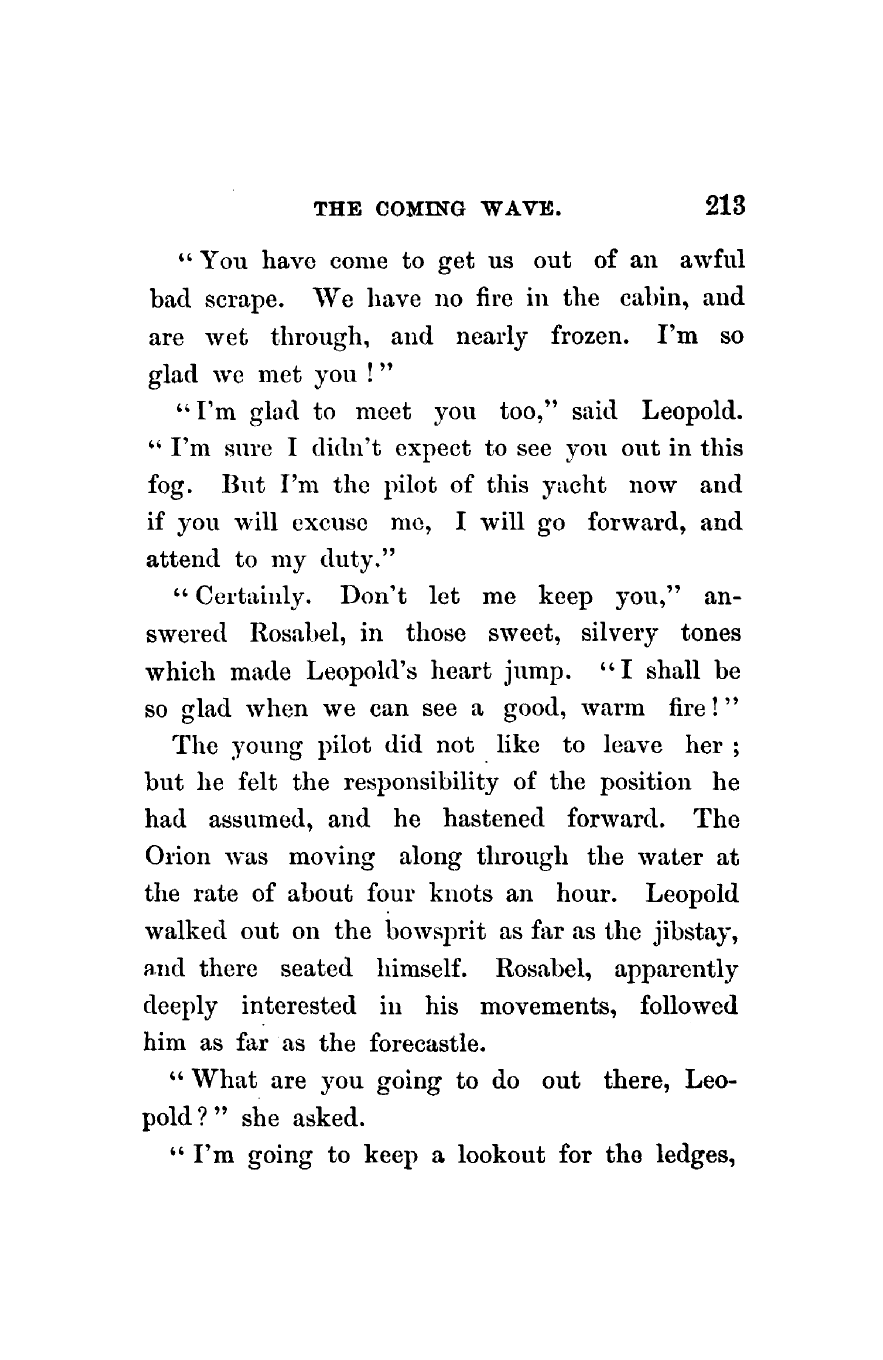 THE COMING WAVE. 213
“ You have come to get us out of an awful
bad scrape. We have no fire in the cabin, and
are wet through, and nearly frozen. I’m so
glad we met you !”
“I’m glad to meet you too,” said Leopold.
“ I’m sure I didn’t expect to see you out in this
fog. But I’m the pilot of this yacht now and
if you will excuse me, I will go forward, and
attend to my duty.”
“ Certainly. Don’t let me keep you,” an-
swered Rosabel, in those sweet, silvery tones
which made Leopold’s heart jump. “I shall be
so glad when we can see a good, warm fire!”
The young pilot did not like to leave her ;
but he felt the responsibility of the position he
had assumed, and he hastened forward. The
Orion was moving along through the water at
the rate of about four knots an hour. Leopold
walked out on the bowsprit as far as the jibstay,
and there seated himself. Rosabel, apparently
deeply interested in his movements, followed
him as far as the forecastle.
“ What are you going to do out there, Leo-
pold?” she asked.
“ I’m going to keep a lookout for the ledges,